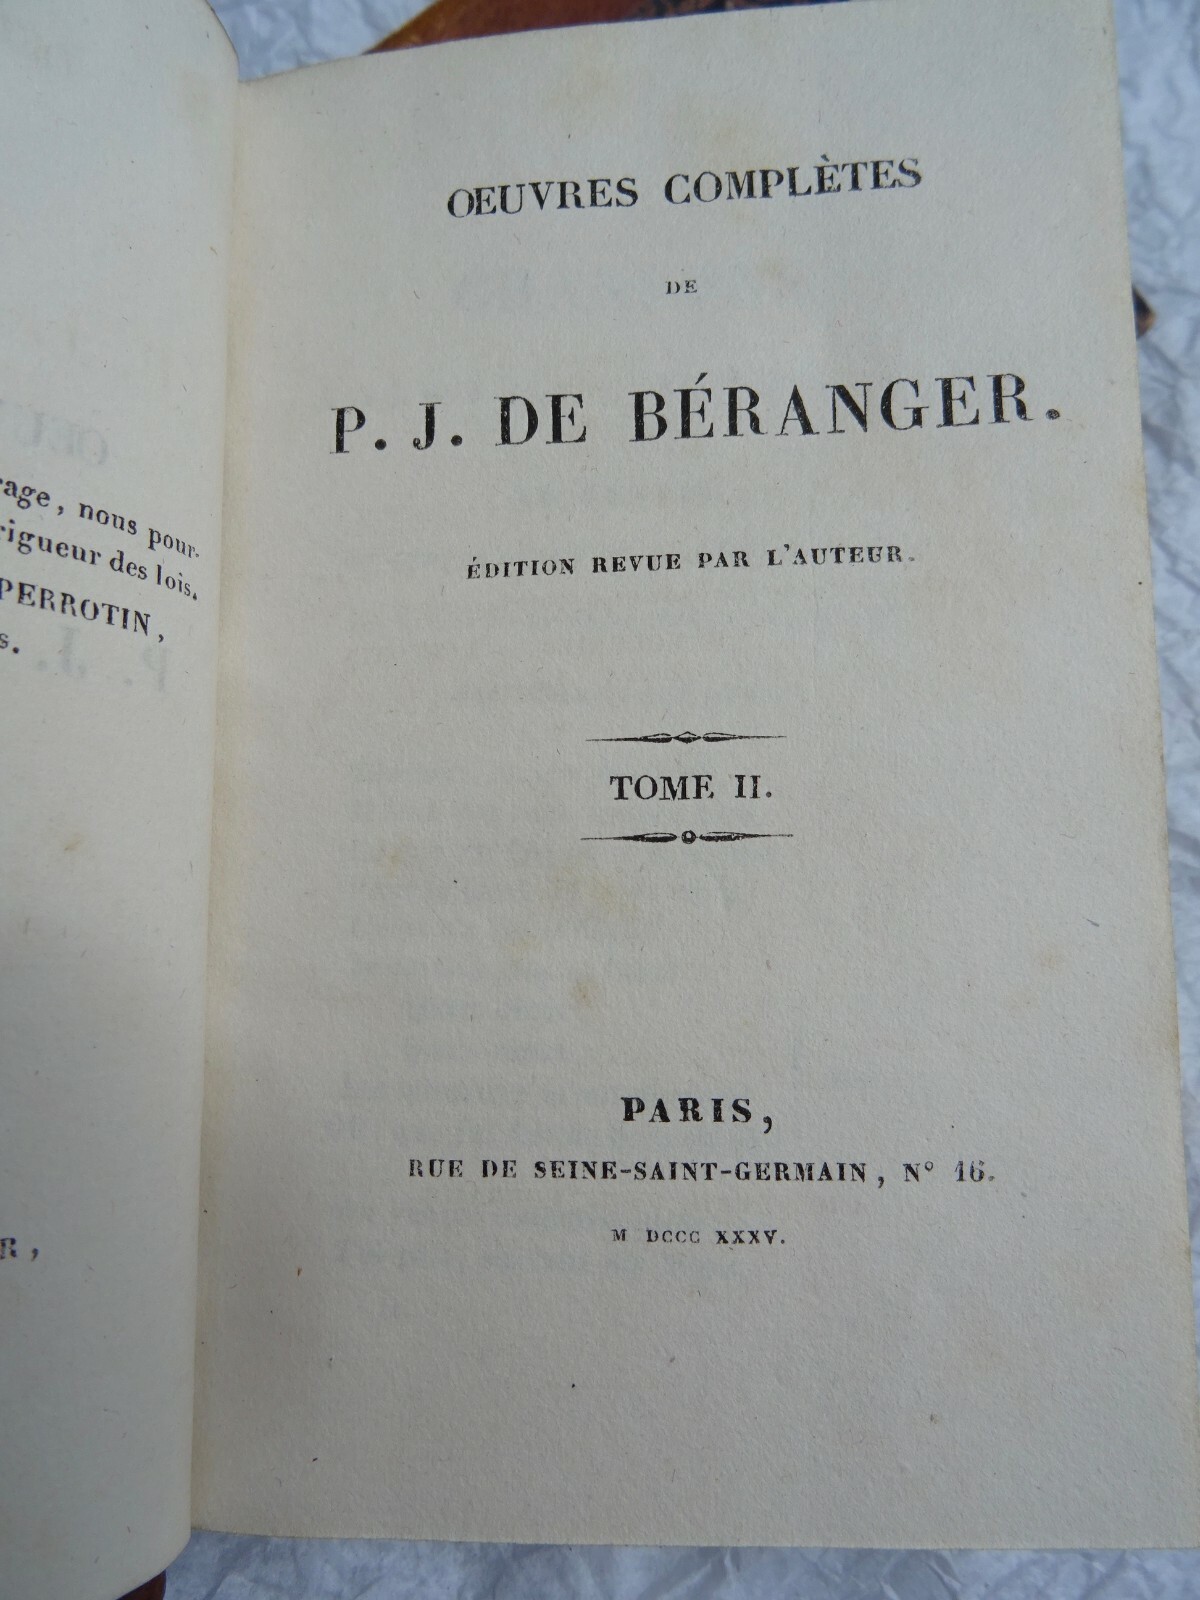 rage, nous pour-
rigueur des lois.
PERROTIN,
s.
R,
OEUVRES COMPLÈTES
DE
P. J. DE BÉRANGER.
ÉDITION REVUE PAR L'AUTEUR.
TOME II.
PARIS,
RUE DE SEINE-SAINT-GERMAIN, N° 16.
M DCCC XXXV.